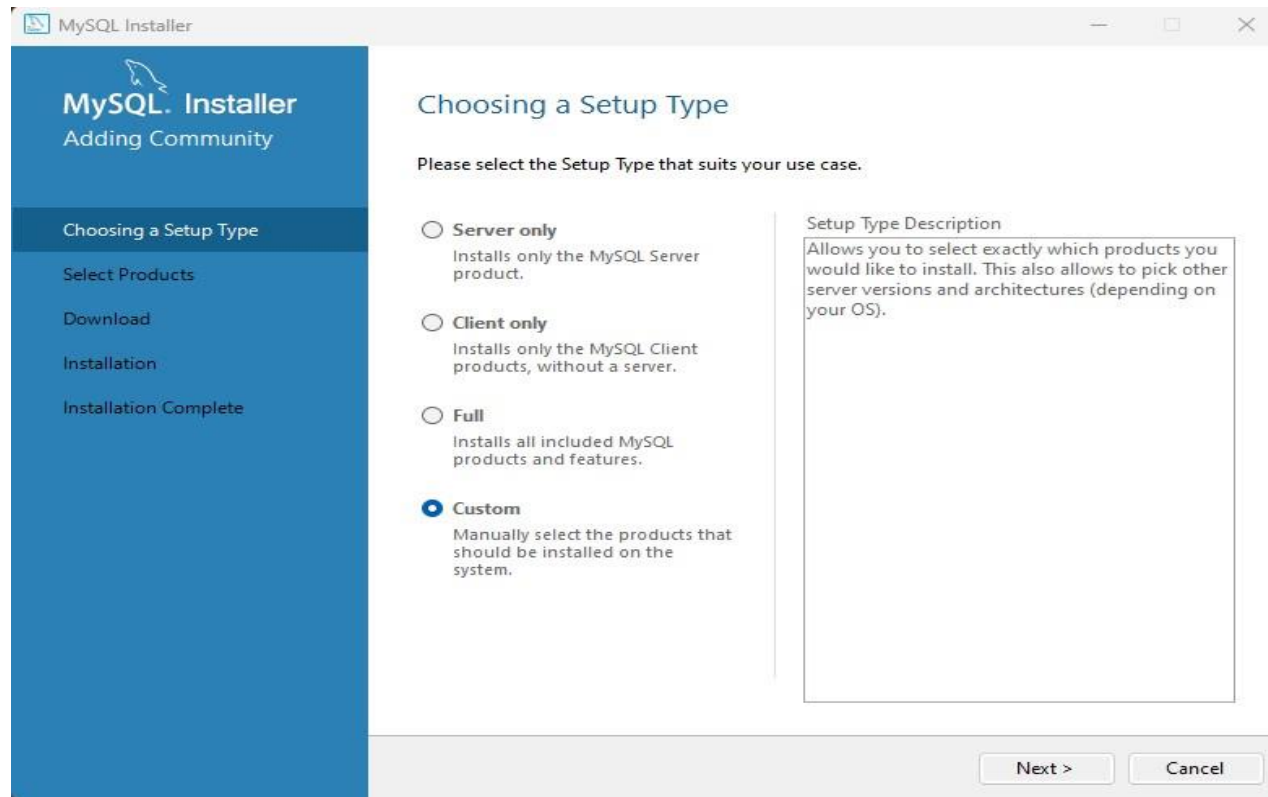 MySQL Installer
MySQL. Installer
Adding Community
Choosing a Setup Type
Select Products
Download
Installation
Installation Complete
Choosing a Setup Type
Please select the Setup Type that suits your use case.
Server only
Installs only the MySQL Server
product.
Client only
Installs only the MySQL Client
products, without a server.
Full
Installs all included MySQL
products and features.
Custom
Manually select the products that
should be installed on the
system.
Setup Type Description
Allows you to select exactly which products you
would like to install. This also allows to pick other
server versions and architectures (depending on
your OS).
Next >
Cancel